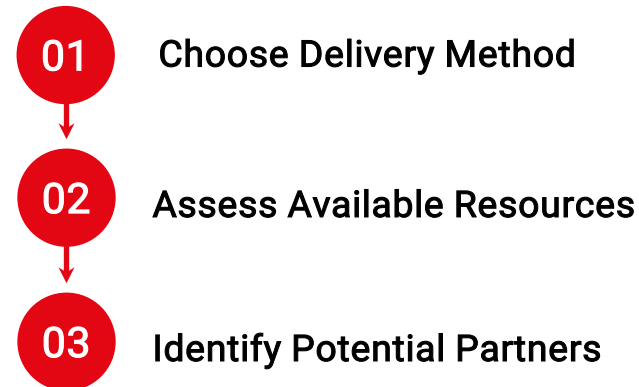 01 Choose Delivery Method
02 Assess Available Resources
03 Identify Potential Partners